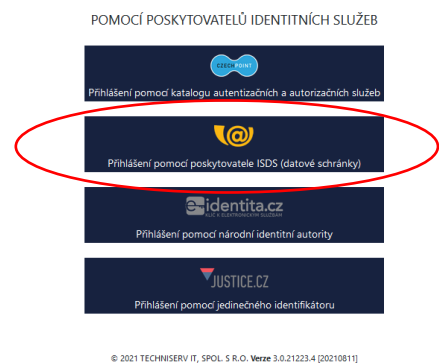 POMOCÍ POSKYTOVATELŮ IDENTITNÍCH SLUŽEB
CZECH POINT
Přihlášení pomocí katalogu autentizačních a autorizačních služeb
@
Přihlášení pomocí poskytovatele ISDS (datové schránky)
e-identita.cz
KLÍČ K ELEKTRONICKÝM SLUŽBÁM
Přihlášení pomocí národní identitní autority
JUSTICE.CZ
Přihlášení pomocí jedinečného identifikátoru
© 2021 TECHNISERV IT, SPOL. S R.O. Verze 3.0.21223.4 [20210811]